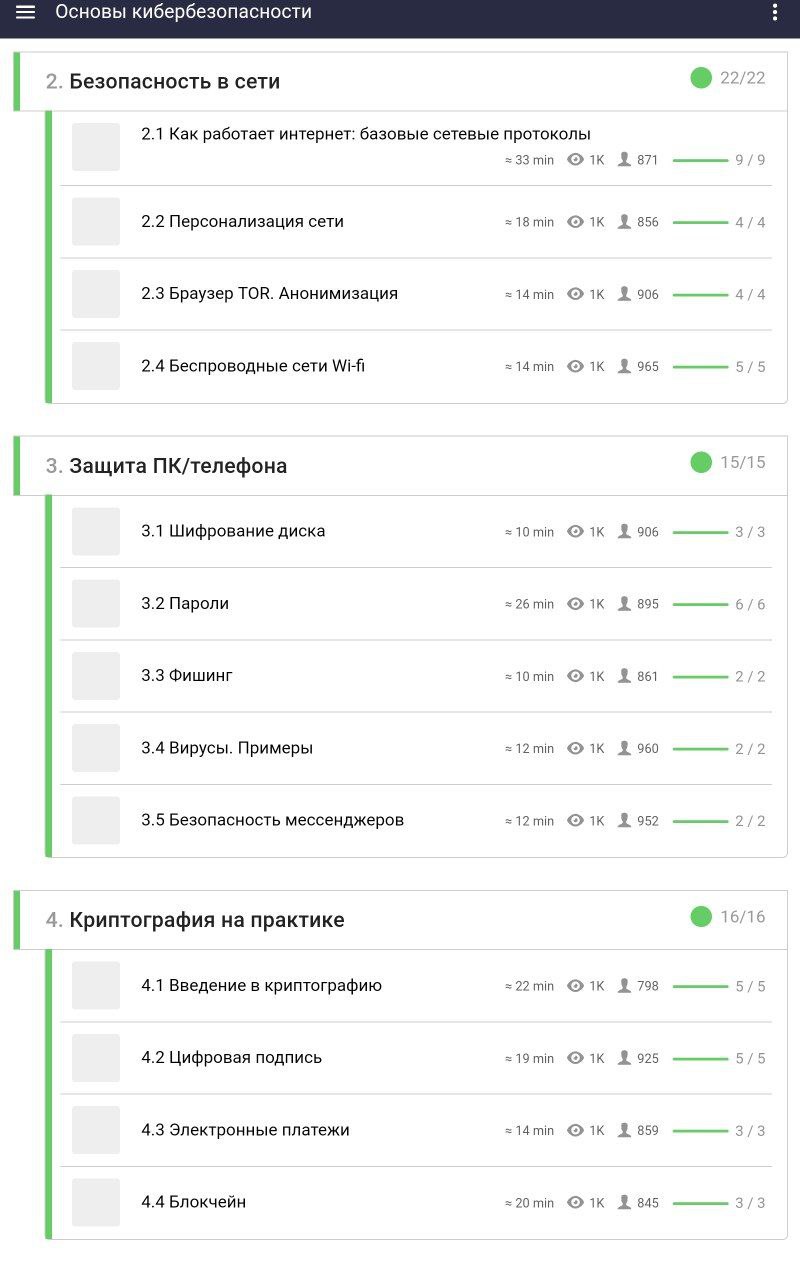 Основы кибербезопасности
2. Безопасность в сети 22/22
2.1 Как работает интернет: базовые сетевые протоколы
≈ 33 min 1K 871 9 / 9
2.2 Персонализация сети ≈ 18 min 1K 856 4 / 4
2.3 Браузер TOR. Анонимизация ≈ 14 min 1K 906 4 / 4
2.4 Беспроводные сети Wi-fi ≈ 14 min 1K 965 5 / 5
3. Защита ПК/телефона 15/15
3.1 Шифрование диска ≈ 10 min 1K 906 3 / 3
3.2 Пароли ≈ 26 min 1K 895 6 / 6
3.3 Фишинг ≈ 10 min 1K 861 2 / 2
3.4 Вирусы. Примеры ≈ 12 min 1K 960 2 / 2
3.5 Безопасность мессенджеров ≈ 12 min 1K 952 2 / 2
4. Криптография на практике 16/16
4.1 Введение в криптографию ≈ 22 min 1K 798 5 / 5
4.2 Цифровая подпись ≈ 19 min 1K 925 5 / 5
4.3 Электронные платежи ≈ 14 min 1K 859 3 / 3
4.4 Блокчейн ≈ 20 min 1K 845 3 / 3